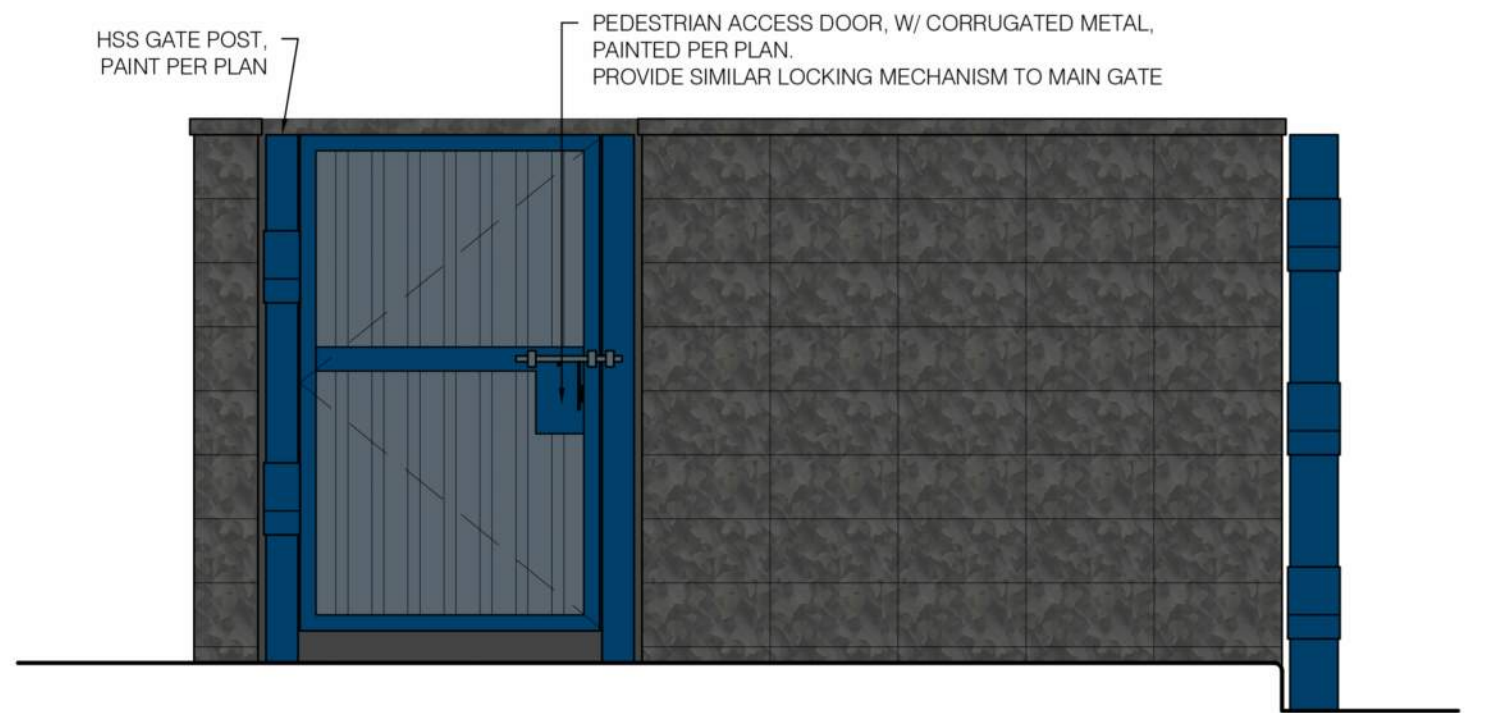 HSS GATE POST,
PAINT PER PLAN
PEDESTRIAN ACCESS DOOR, W/ CORRUGATED METAL,
PAINTED PER PLAN.
PROVIDE SIMILAR LOCKING MECHANISM TO MAIN GATE